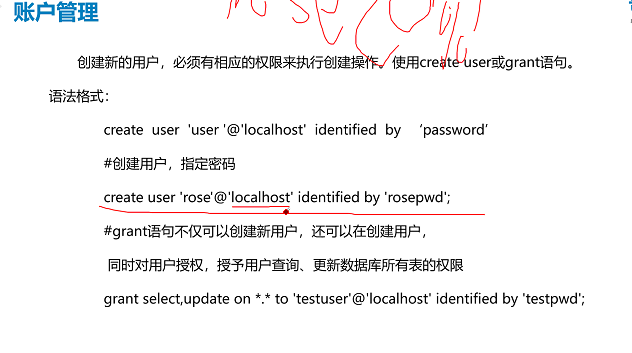 账户管理
创建新的用户，必须有相应的权限来执行创建操作。使用create user或grant语句。
语法格式：
create user 'user '@'localhost' identified by ‘password’
#创建用户，指定密码
create user 'rose'@'localhost' identified by 'rosepwd';
#grant语句不仅可以创建新用户，还可以在创建用户，
同时对用户授权，授予用户查询、更新数据库所有表的权限
grant select,update on *.* to 'testuser'@'localhost' identified by 'testpwd';